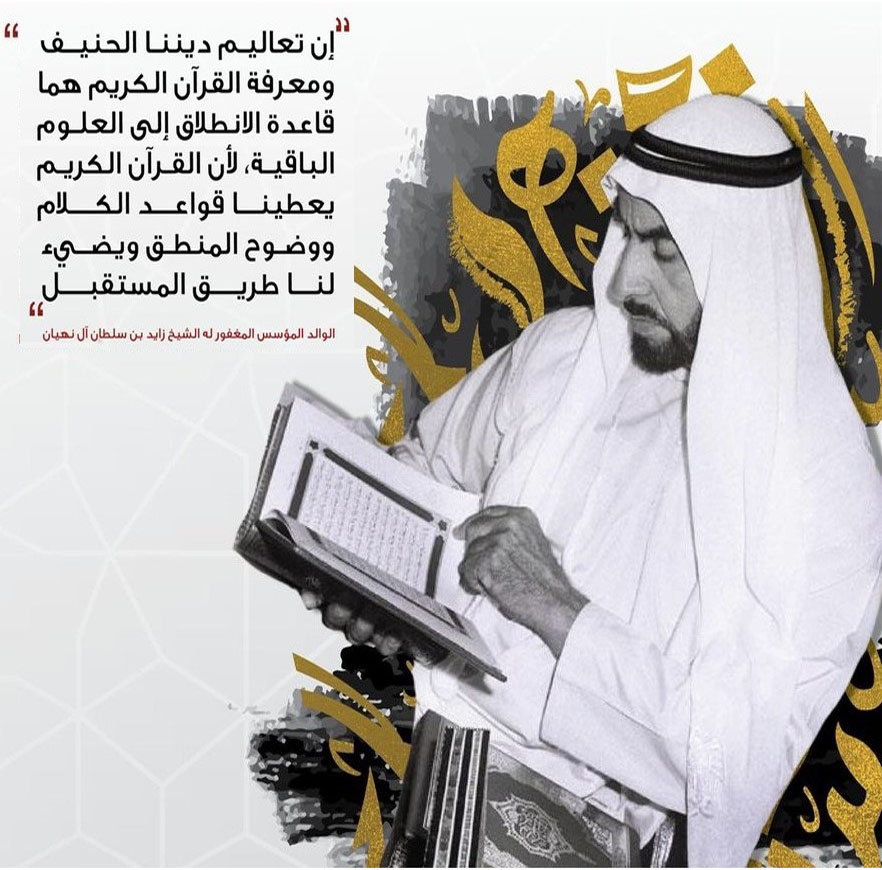 "إن تعاليم ديننا الحنيف
ومعرفة القرآن الكريم هما
قاعدة الانطلاق إلى العلوم
الباقية، لأن القرآن الكريم
يعطينا قواعد الكلام
ووضوح المنطق ويضيء
لنا طريق المستقبل"
الوالد المؤسس المغفور له الشيخ زايد بن سلطان آل نهيان